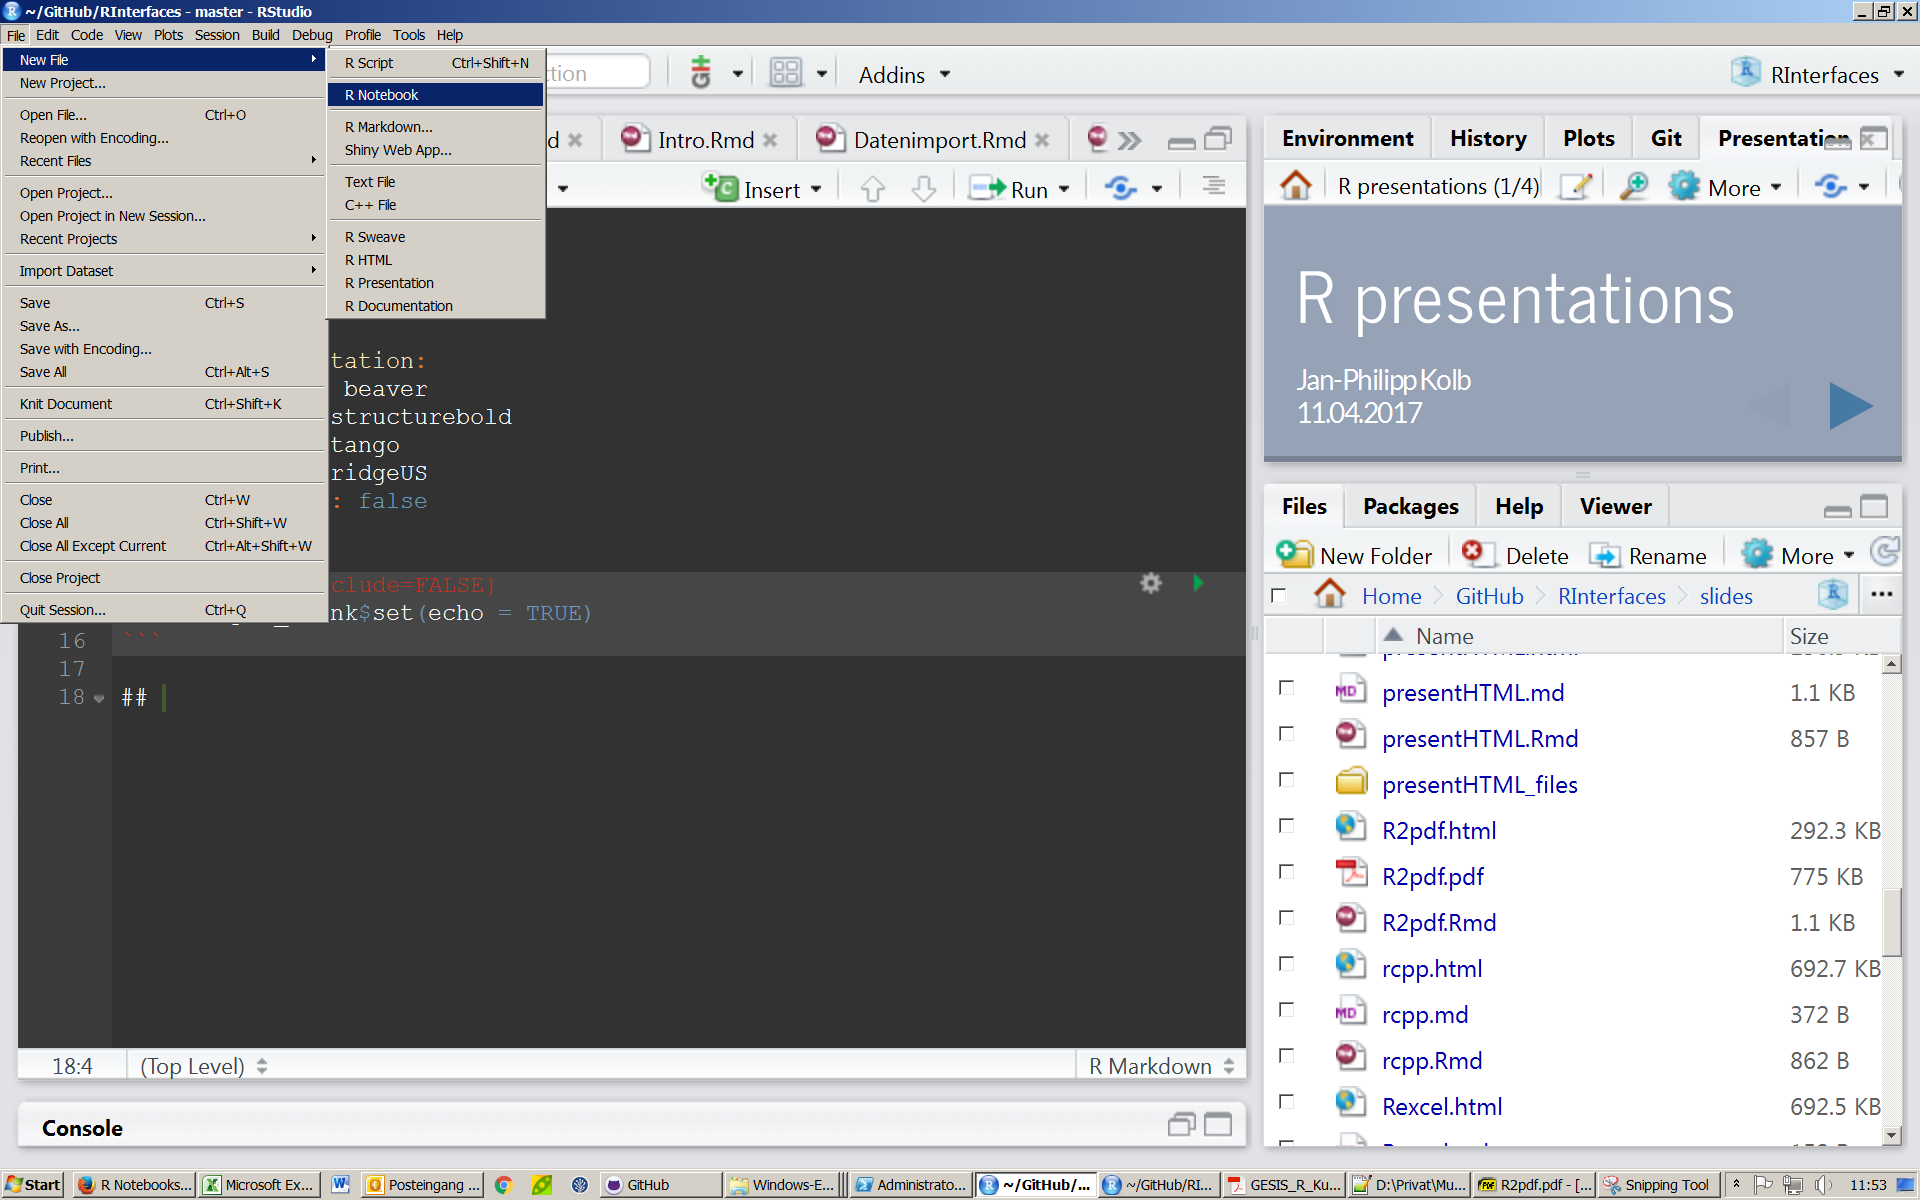 ~/GitHub/RInterfaces - master - RStudio
File Edit Code View Plots Session Build Debug Profile Tools Help
New File
New Project...
Open File... Ctrl+O
Reopen with Encoding...
Recent Files
Open Project...
Open Project in New Session...
Recent Projects
Import Dataset
Save Ctrl+S
Save As...
Save with Encoding...
Save All Ctrl+Alt+S
Knit Document Ctrl+Shift+K
Publish...
Print...
Close Ctrl+W
Close All Ctrl+Shift+W
Close All Except Current Ctrl+Alt+Shift+W
Close Project
Quit Session... Ctrl+Q
R Script Ctrl+Shift+N
R Notebook
R Markdown...
Shiny Web App...
Text File
C++ File
R Sweave
R HTML
R Presentation
R Documentation
Addins
RInterfaces
Intro.Rmd
Datenimport.Rmd
Insert
Run
tation:
beaver
structurebold
tango
ridgeUS
: false
clude=FALSE}
nk$set(echo = TRUE)
16 ```
17
18 ##
18:4 (Top Level) R Markdown
Console
Environment History Plots Git Presentation
R presentations (1/4) More
R presentations
Jan-Philipp Kolb
11.04.2017
Files Packages Help Viewer
New Folder Delete Rename More
Home GitHub RInterfaces slides ...
Name Size
presentHTML.md 1.1 KB
presentHTML.Rmd 857 B
presentHTML_files
R2pdf.html 292.3 KB
R2pdf.pdf 775 KB
R2pdf.Rmd 1.1 KB
rcpp.html 692.7 KB
rcpp.md 372 B
rcpp.Rmd 862 B
Rexcel.html 692.5 KB
Start R Notebooks... Microsoft Ex... Posteingang ... GitHub Windows-E... Administrato... ~/GitHub/... ~/GitHub/RI... GESIS_R_Ku... D:\Privat\Mu... R2pdf.pdf - [... Snipping Tool 11:53